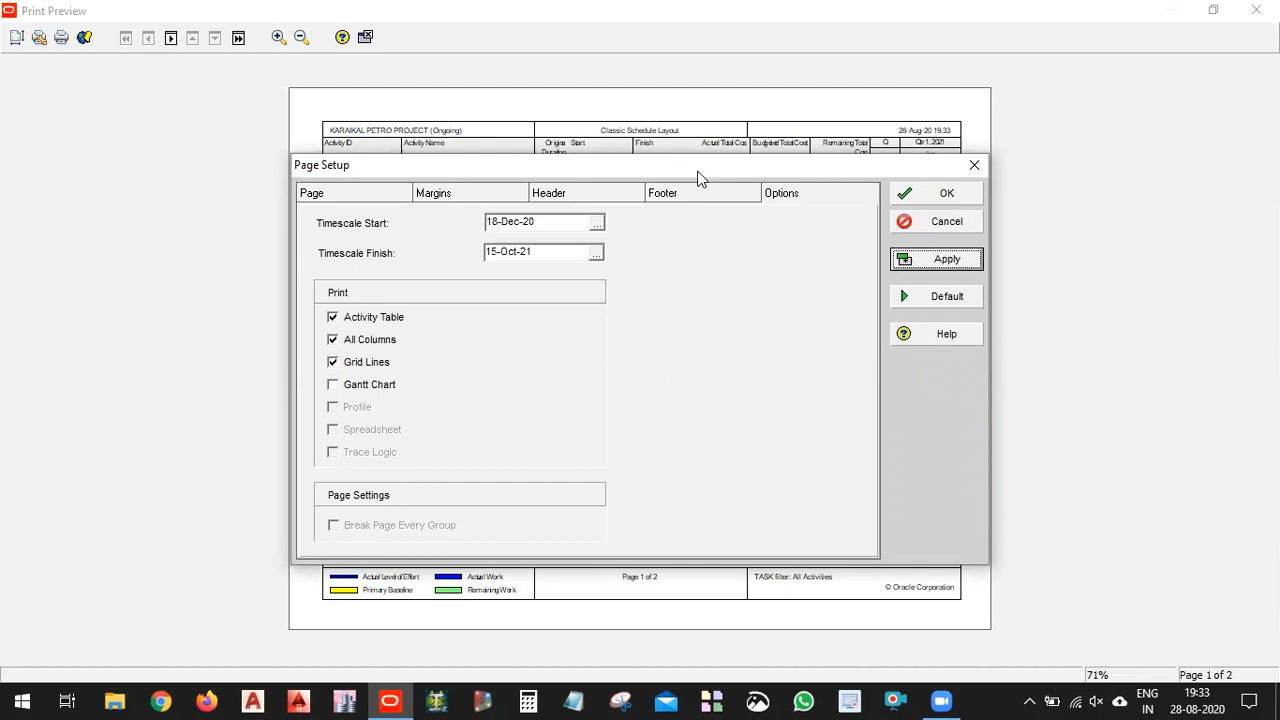 Print Preview
KARAIKAL PETRO PROJECT (Ongoing) Classic Schedule Layout 28-Aug-20 19:33
Activity ID Activity Name Original Start Finish Actual Total Cost Budgeted Total Cost Remaining Total Q Qtr 1, 2021
Duration Cost
Page Setup
Page Margins Header Footer Options
Timescale Start: 18-Dec-20 ...
Timescale Finish: 15-Oct-21 ...
Print
Activity Table
All Columns
Grid Lines
Gantt Chart
Profile
Spreadsheet
Trace Logic
Page Settings
Break Page Every Group
OK
Cancel
Apply
Default
Help
Actual Level of Effort Actual Work Page 1 of 2 TASK filter: All Activities
Primary Baseline Remaining Work © Oracle Corporation
71% Page 1 of 2
ENG 19:33
IN 28-08-2020